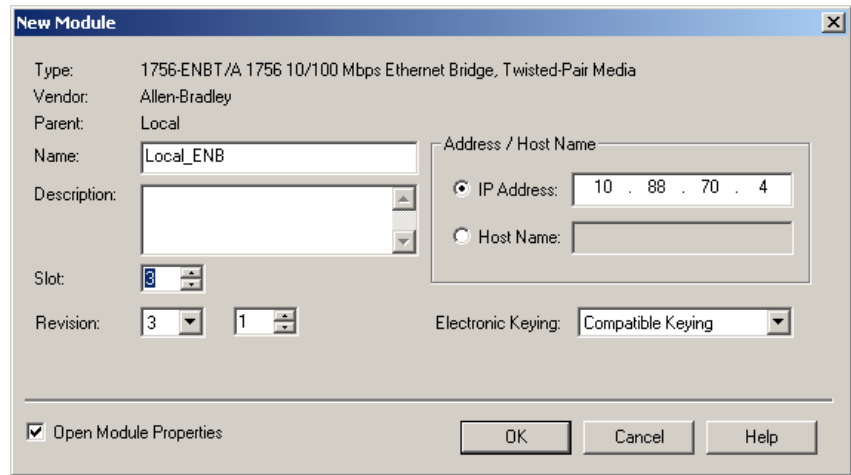 New Module
Type: 1756-ENBT/A 1756 10/100 Mbps Ethernet Bridge, Twisted-Pair Media
Vendor: Allen-Bradley
Parent: Local
Name: Local_ENB
Address / Host Name
Description:
IP Address: 10 . 88 . 70 . 4
Host Name:
Slot: 3
Revision: 3 1 Electronic Keying: Compatible Keying
Open Module Properties OK Cancel Help